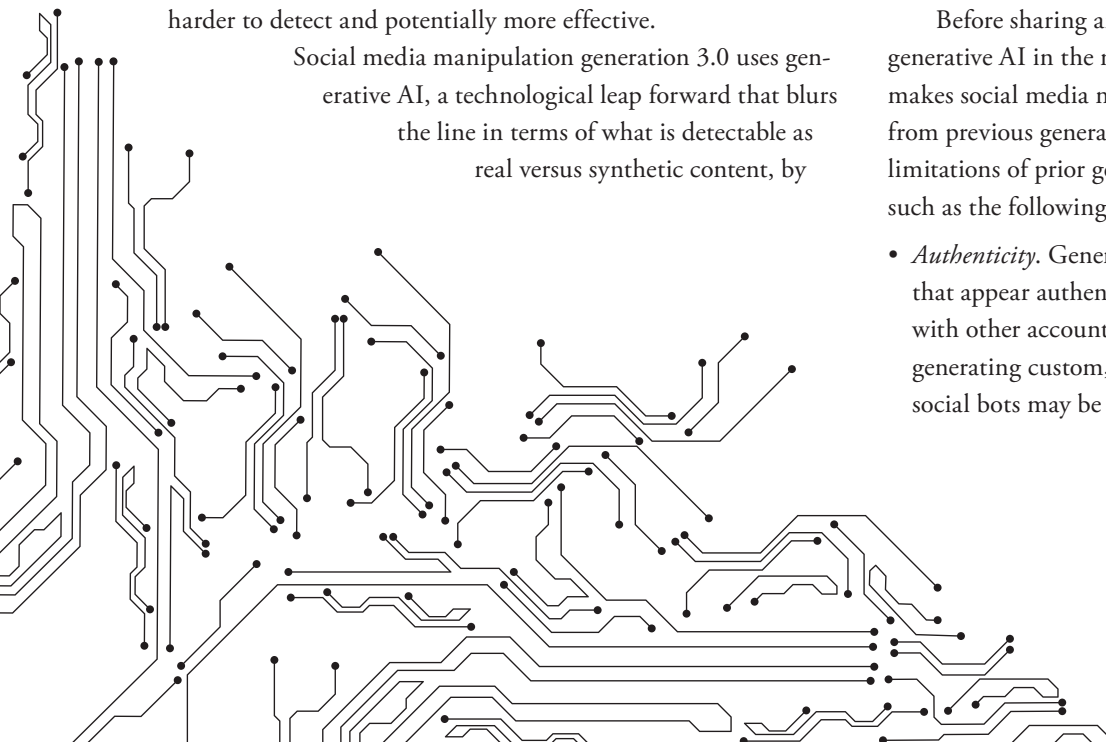 harder to detect and potentially more effective.
Social media manipulation generation 3.0 uses gen-
erative AI, a technological leap forward that blurs
the line in terms of what is detectable as
real versus synthetic content, by
Before sharing a
generative AI in the
makes social media
from previous genera
limitations of prior
such as the following
• Authenticity. Gener
that appear authen
with other account
generating custom,
social bots may be